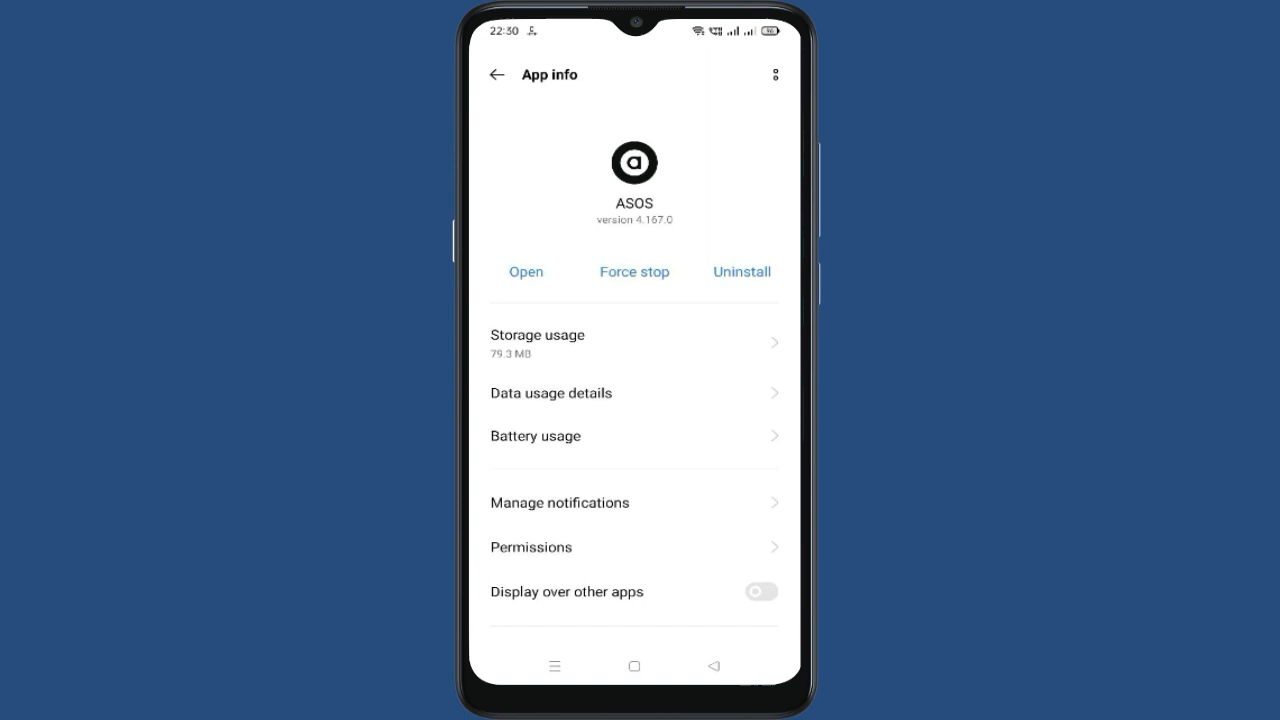 22:30
App info
ASOS
version 4.167.0
Open Force stop Uninstall
Storage usage
79.3 MB
Data usage details
Battery usage
Manage notifications
Permissions
Display over other apps